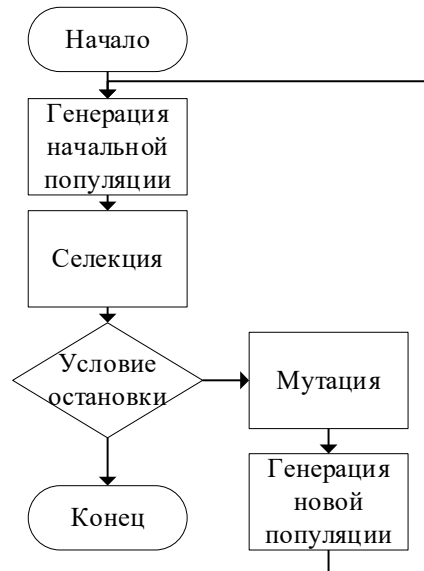 Начало
Генерация
начальной
популяции
Селекция
Условие
остановки
Мутация
Генерация
новой
популяции
Конец